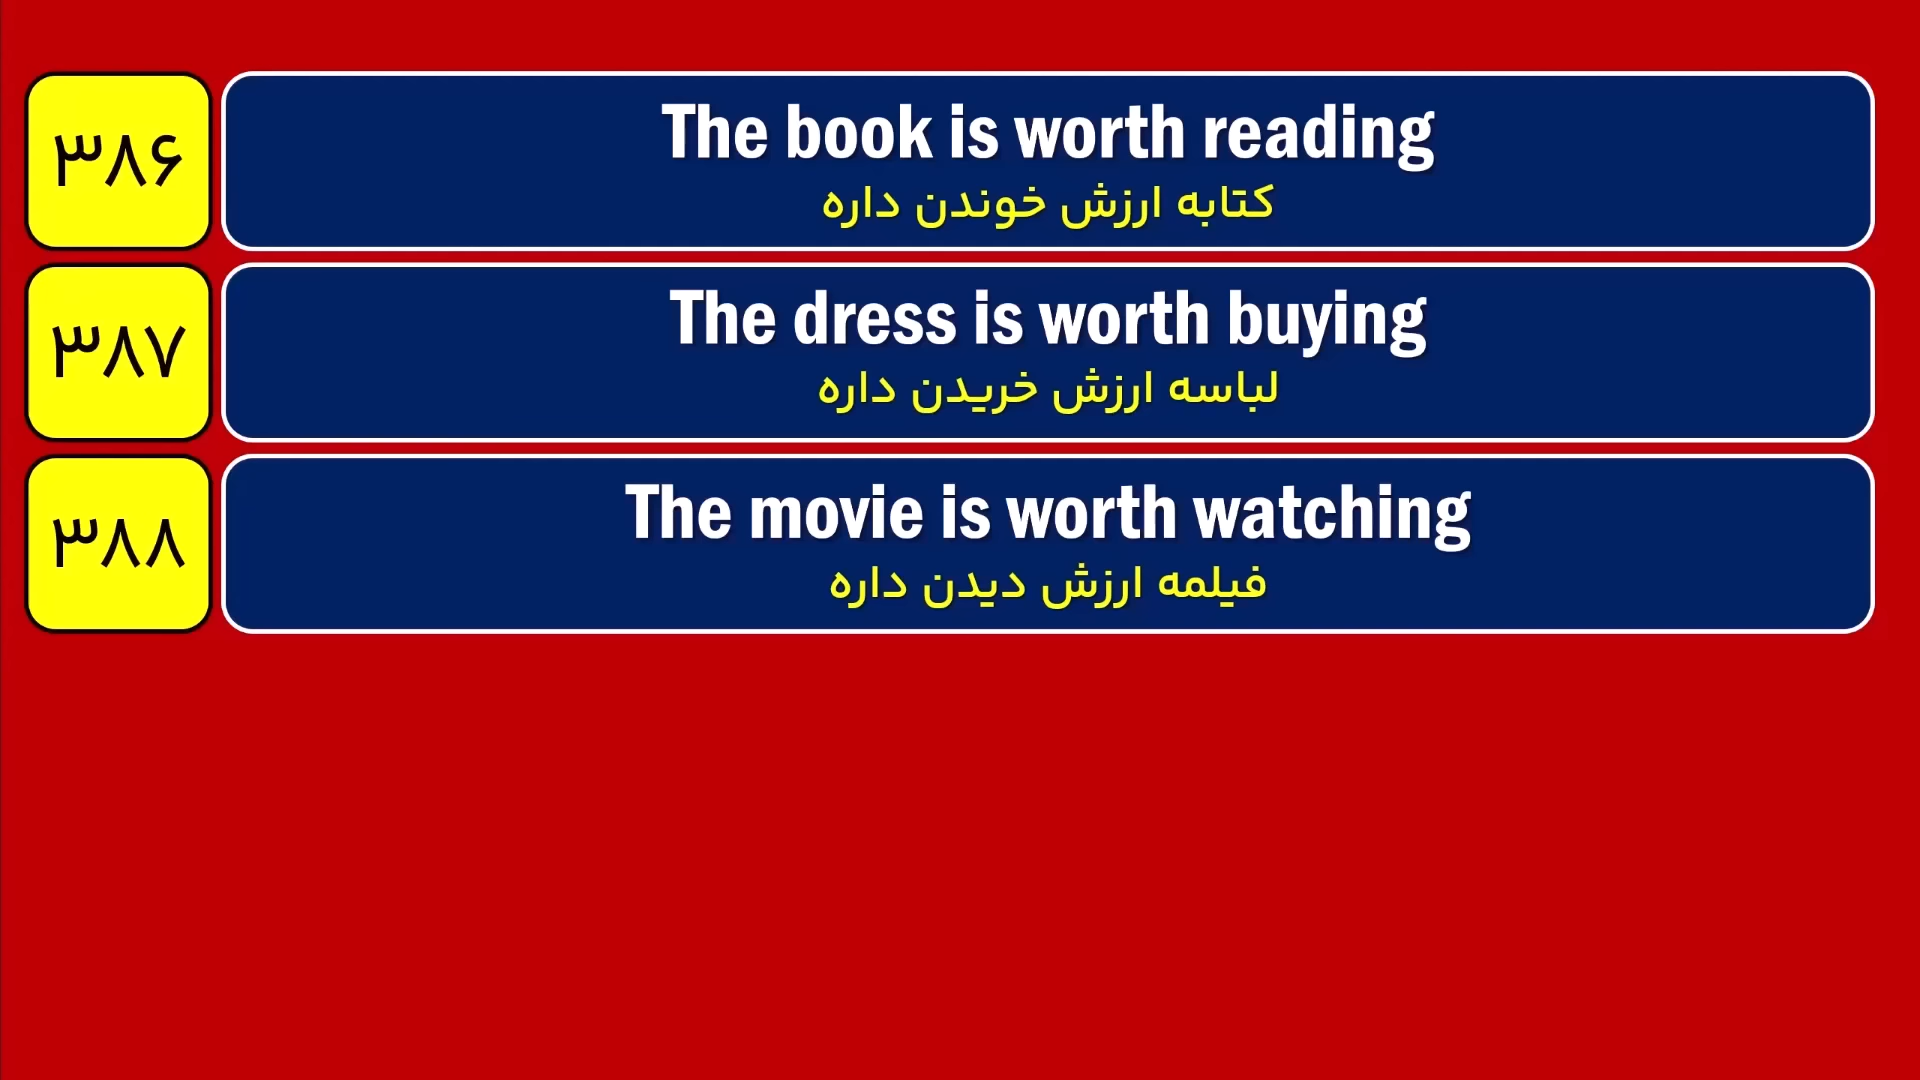 ۳۸۶
The book is worth reading
کتابه ارزش خوندن داره
۳۸۷
The dress is worth buying
لباسه ارزش خریدن داره
۳۸۸
The movie is worth watching
فیلمه ارزش دیدن داره